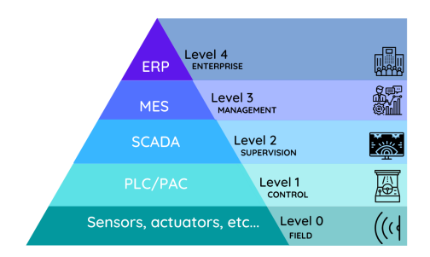 ERP
Level 4
ENTERPRISE
MES
Level 3
MANAGEMENT
SCADA
Level 2
SUPERVISION
PLC/PAC
Level 1
CONTROL
Sensors, actuators, etc...
Level 0
FIELD